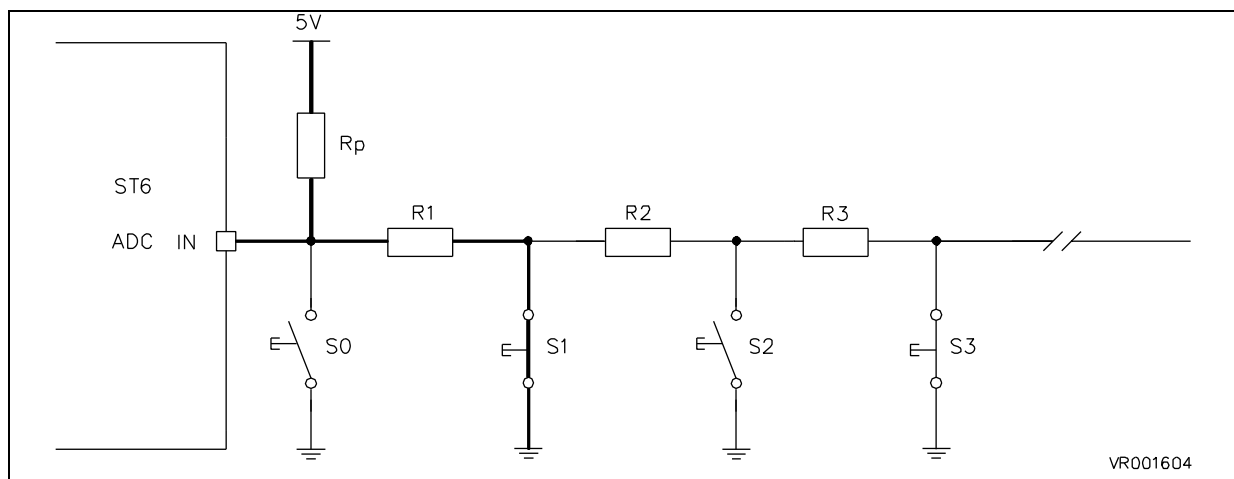 5V
Rp
ST6
ADC IN
R1
R2
R3
S0
S1
S2
S3
VR001604